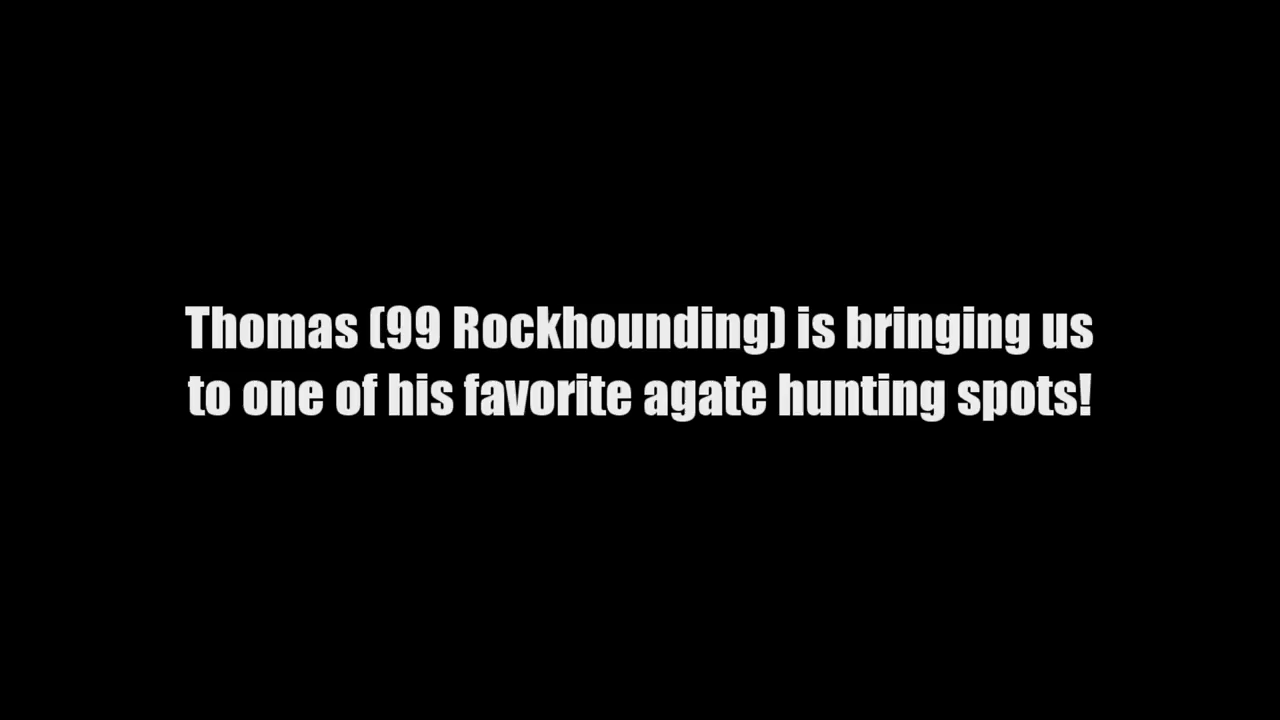 Thomas (99 Rockhounding) is bringing us
to one of his favorite agate hunting spots!